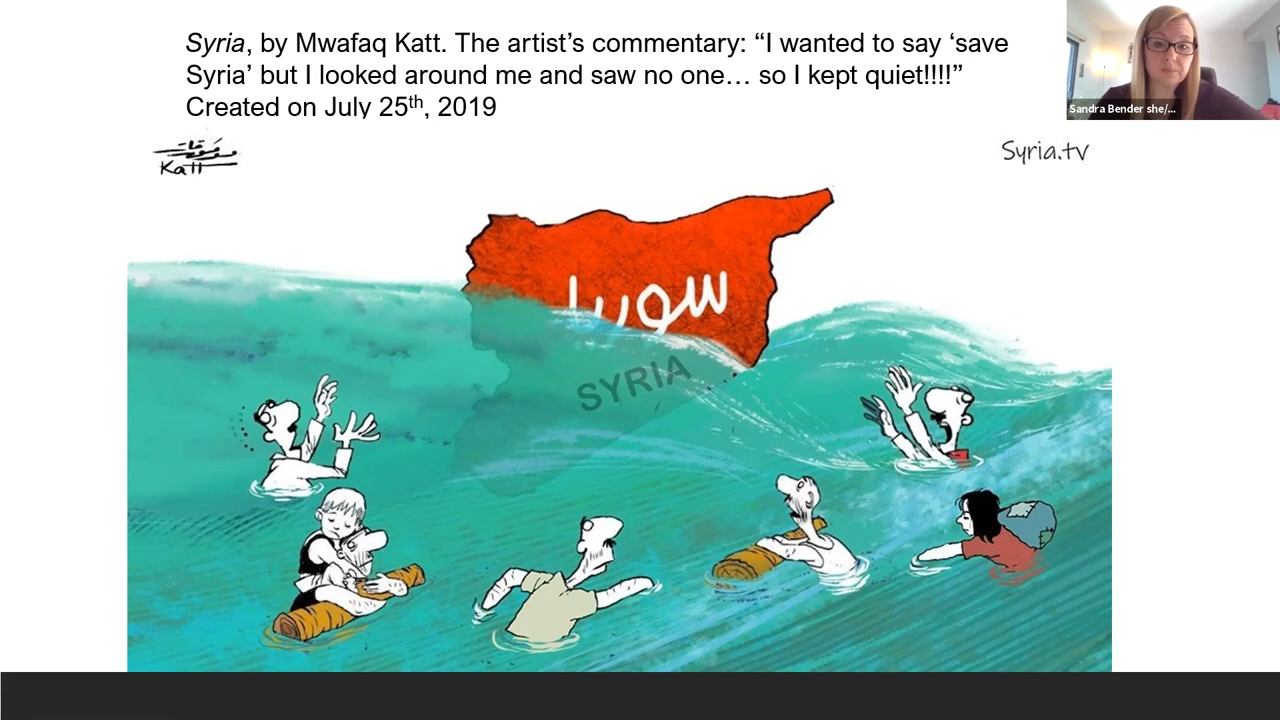 Syria, by Mwafaq Katt. The artist’s commentary: “I wanted to say ‘save
Syria’ but I looked around me and saw no one… so I kept quiet!!!!”
Created on July 25th, 2019
Sandra Bender she/...
Katt
Syria.tv
سوريا
SYRIA